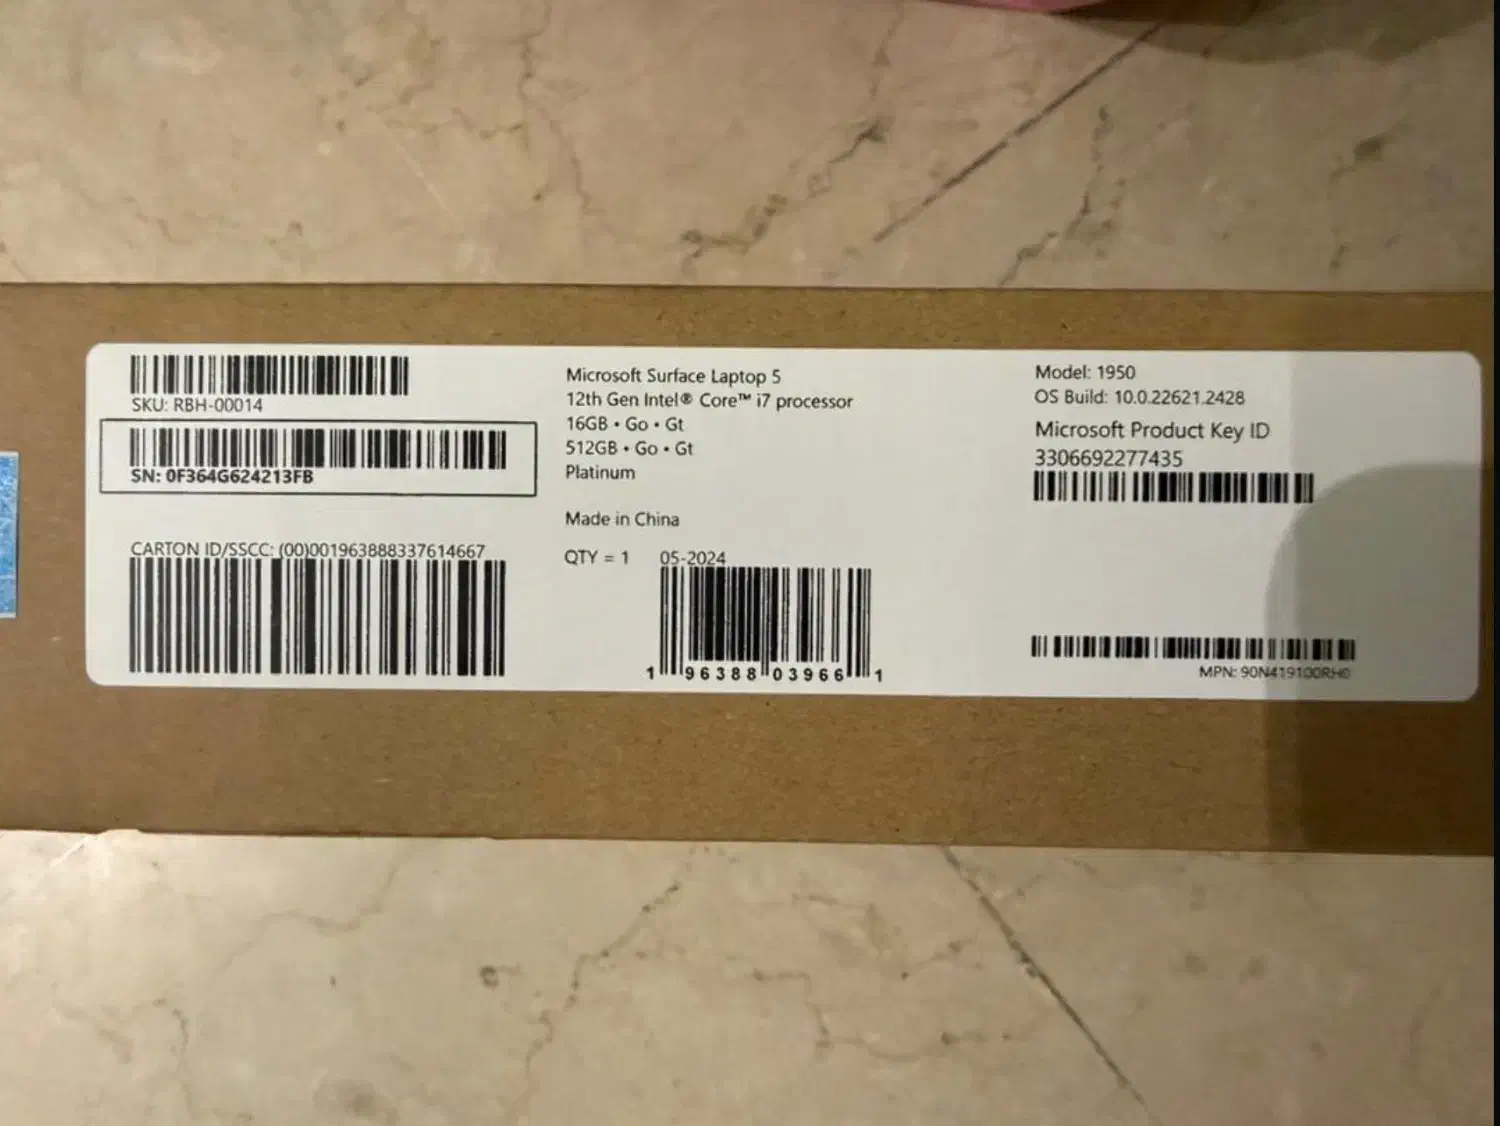 SKU: RBH-00014
SN: 0F364G624213FB
CARTON ID/SSCC: (00)001963888337614667
Microsoft Surface Laptop 5
12th Gen Intel® Core™ i7 processor
16GB • Go • Gt
512GB • Go • Gt
Platinum
Made in China
QTY = 1 05-2024
1 96388 03966 1
Model: 1950
OS Build: 10.0.22621.2428
Microsoft Product Key ID
3306692277435
MPN: 90N419100RH0